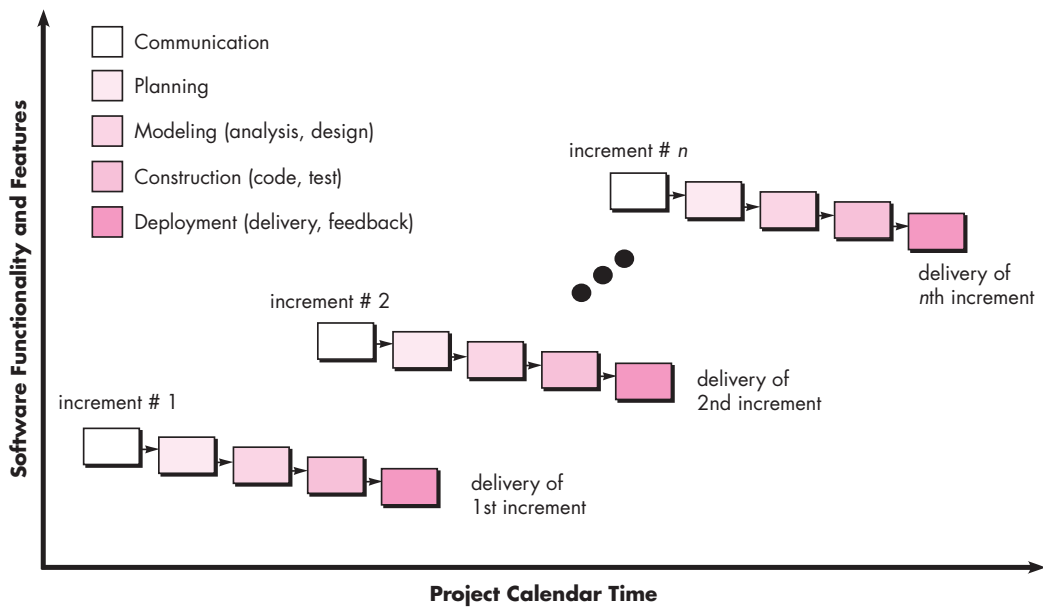 Software Functionality and Features
Communication
Planning
Modeling (analysis, design)
Construction (code, test)
Deployment (delivery, feedback)
increment # n
delivery of
nth increment
increment # 2
delivery of
2nd increment
increment # 1
delivery of
1st increment
Project Calendar Time